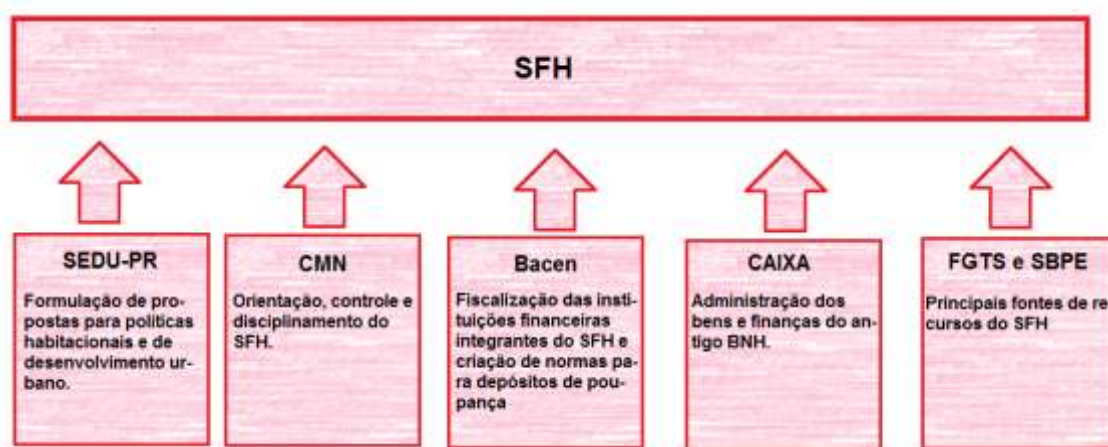 SFH
SEDU-PR
Formulação de pro-
postas para políticas
habitacionais e de
desenvolvimento ur-
bano.
CMN
Orientação, controle e
disciplinamento do
SFH.
Bacen
Fiscalização das insti-
tuições financeiras
integrantes do SFH e
criação de normas pa-
ra depósitos de pou-
pança
CAIXA
Administração dos
bens e finanças do an-
tigo BNH.
FGTS e SBPE
Principais fontes de re
cursos do SFH